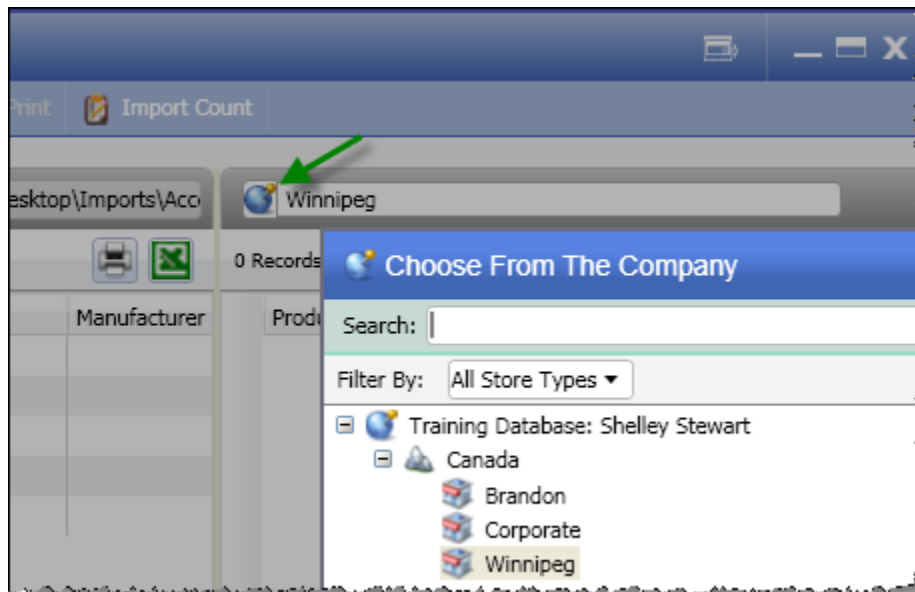 Print Import Count
esktop\Imports\Acco Winnipeg
0 Records
Choose From The Company
Manufacturer Produ
Search:
Filter By: All Store Types
Training Database: Shelley Stewart
Canada
Brandon
Corporate
Winnipeg